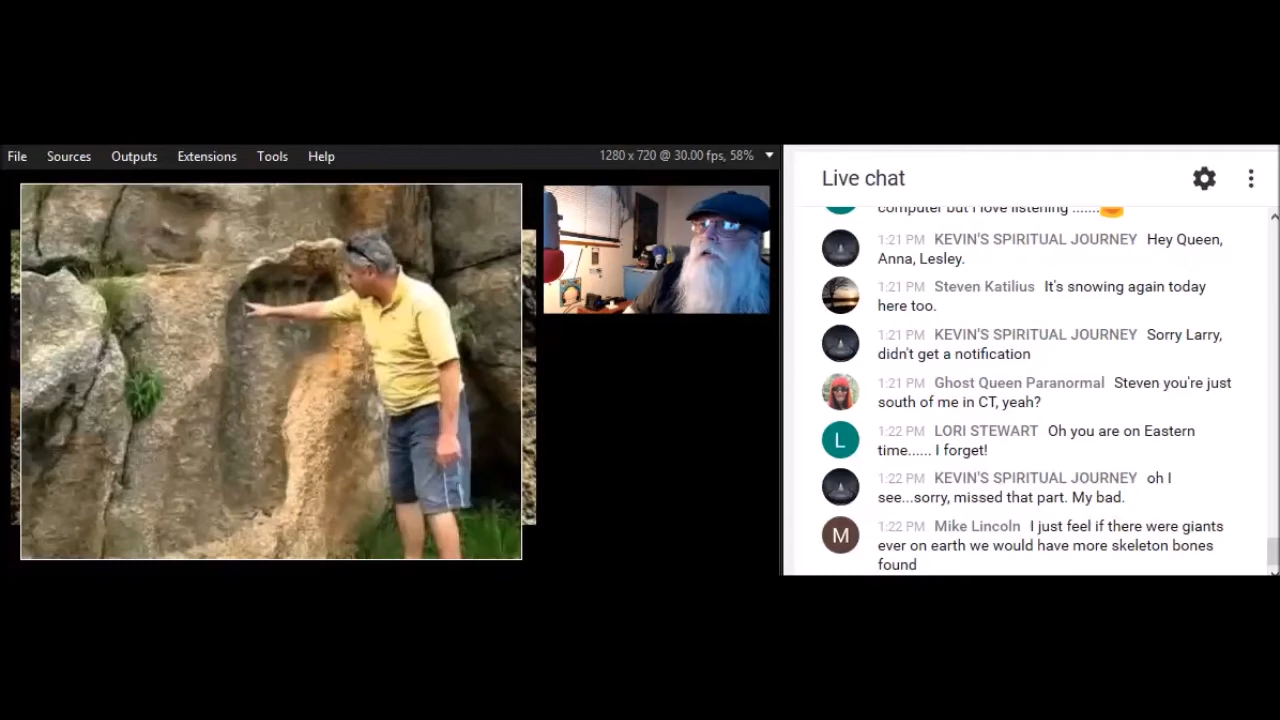 File Sources Outputs Extensions Tools Help
1280 x 720 @ 30.00 fps, 58%
Live chat
computer but I love listening .......
1:21 PM KEVIN'S SPIRITUAL JOURNEY Hey Queen,
Anna, Lesley.
1:21 PM Steven Katilius It's snowing again today
here too.
1:21 PM KEVIN'S SPIRITUAL JOURNEY Sorry Larry,
didn't get a notification
1:21 PM Ghost Queen Paranormal Steven you're just
south of me in CT, yeah?
L
1:22 PM LORI STEWART Oh you are on Eastern
time...... I forget!
1:22 PM KEVIN'S SPIRITUAL JOURNEY oh I
see...sorry, missed that part. My bad.
M
1:22 PM Mike Lincoln I just feel if there were giants
ever on earth we would have more skeleton bones
found